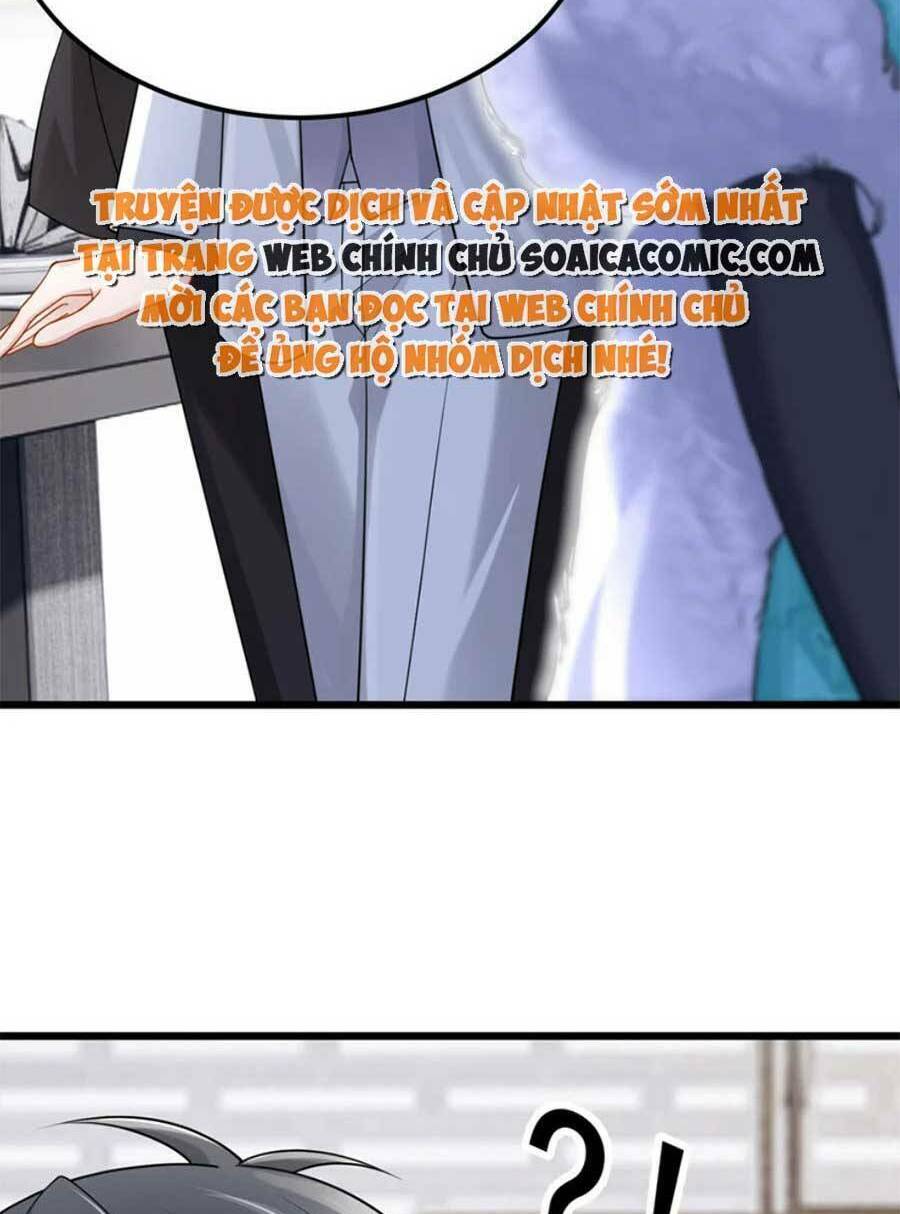 TRUYỆN ĐƯỢC DỊCH VÀ CẬP NHẬT SỚM NHẤT
TẠI TRANG WEB CHÍNH CHỦ SOAICACOMIC.COM
MỜI CÁC BẠN ĐỌC TẠI WEB CHÍNH CHỦ
ĐỂ ỦNG HỘ NHÓM DỊCH NHÉ!
?!